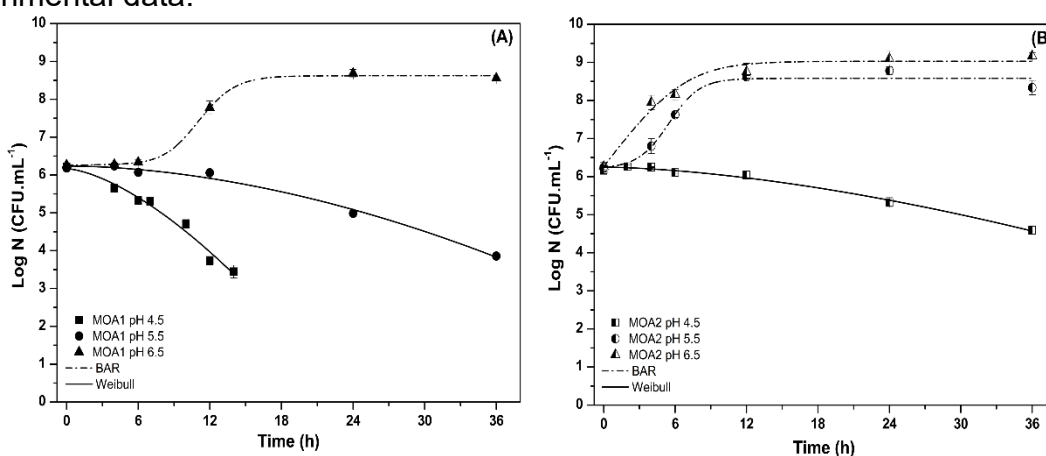 nmental data.
(A)
10
9
8
7
6
5
4
3
2
1
0
Log N (CFU.mL⁻¹)
MOA1 pH 4.5
MOA1 pH 5.5
MOA1 pH 6.5
BAR
Weibull
0 6 12 18 24 30 36
Time (h)
(B
10
9
8
7
6
5
4
3
2
1
0
Log N (CFU.mL⁻¹)
MOA2 pH 4.5
MOA2 pH 5.5
MOA2 pH 6.5
BAR
Weibull
0 6 12 18 24 30 36
Time (h)